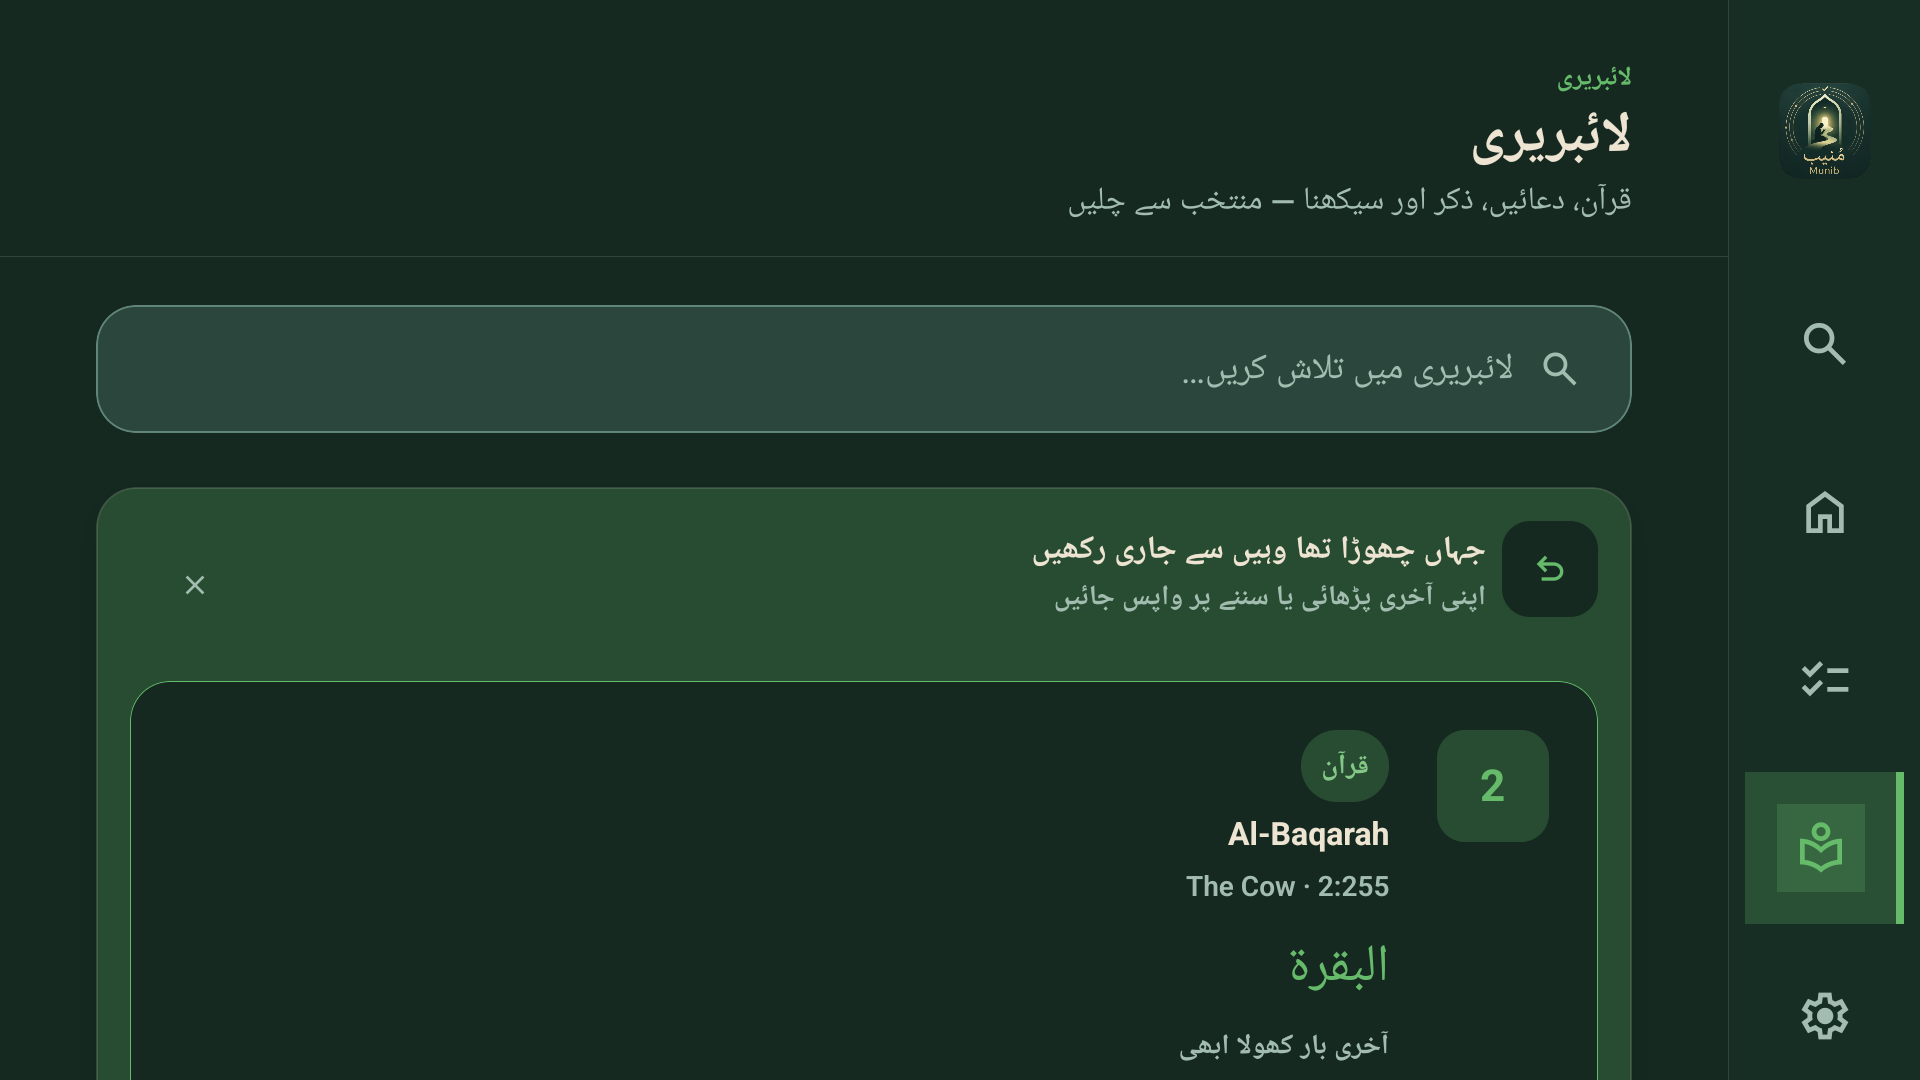 لائبریری
لائبریری
قرآن، دعائیں، ذکر اور سیکھنا — منتخب سے چلیں
مُنيب
Munib
لائبریری میں تلاش کریں...
جہاں چھوڑا تھا وہیں سے جاری رکھیں
اپنی آخری پڑھائی یا سننے پر واپس جائیں
2
قرآن
Al-Baqarah
The Cow · 2:255
البقرة
آخری بار کھولا ابھی